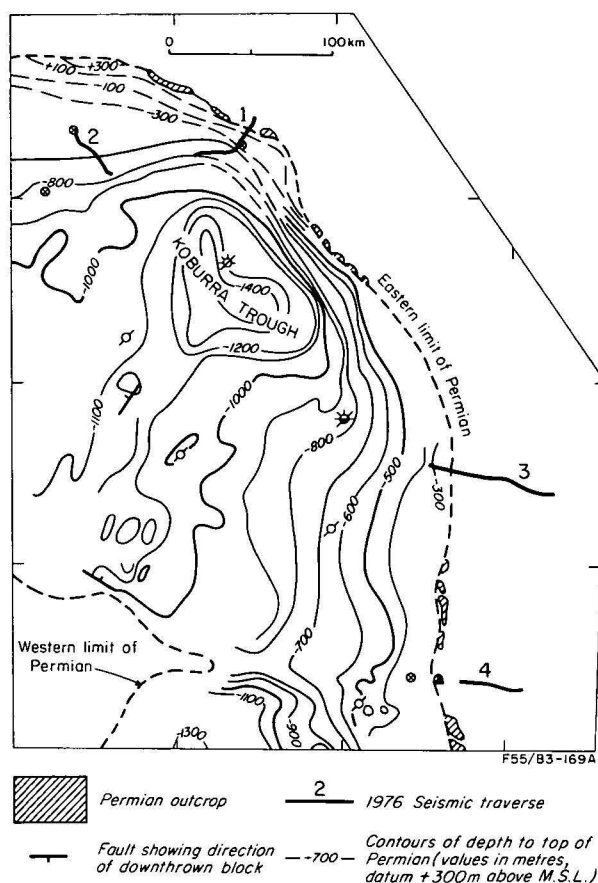 0 100km
+100 +300
-100
-300
1
2
-800
-1000
KOBURRA TROUGH
-1400
-1200
Eastern limit of Permian
-1000
-1100
-800
-500
3
-300
-600
Western limit of
Permian
-700
4
-1100
-900
-1300
F55/B3-169A
Permian outcrop
2
1976 Seismic traverse
Fault showing direction
of downthrown block
-+700- Contours of depth to top of
Permian (values in metres,
datum +300m above M.S.L.)